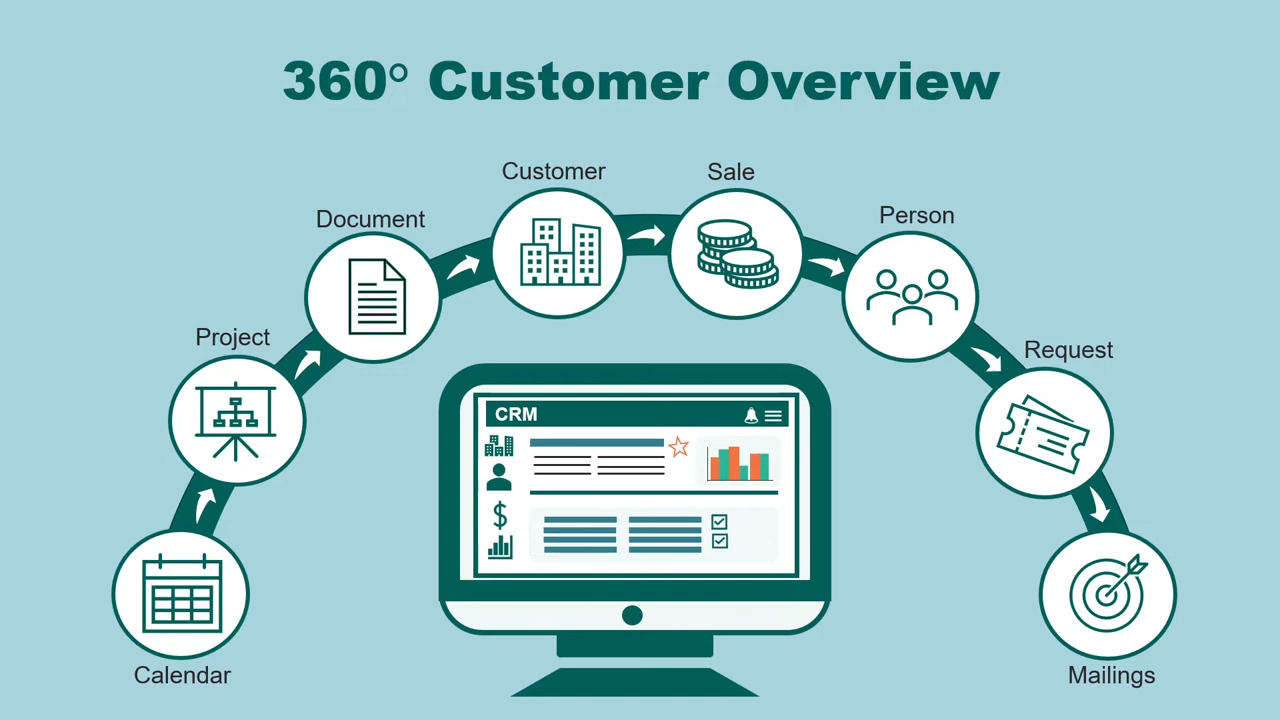 360° Customer Overview
Calendar
Project
Document
Customer
Sale
Person
Request
Mailings
CRM
$